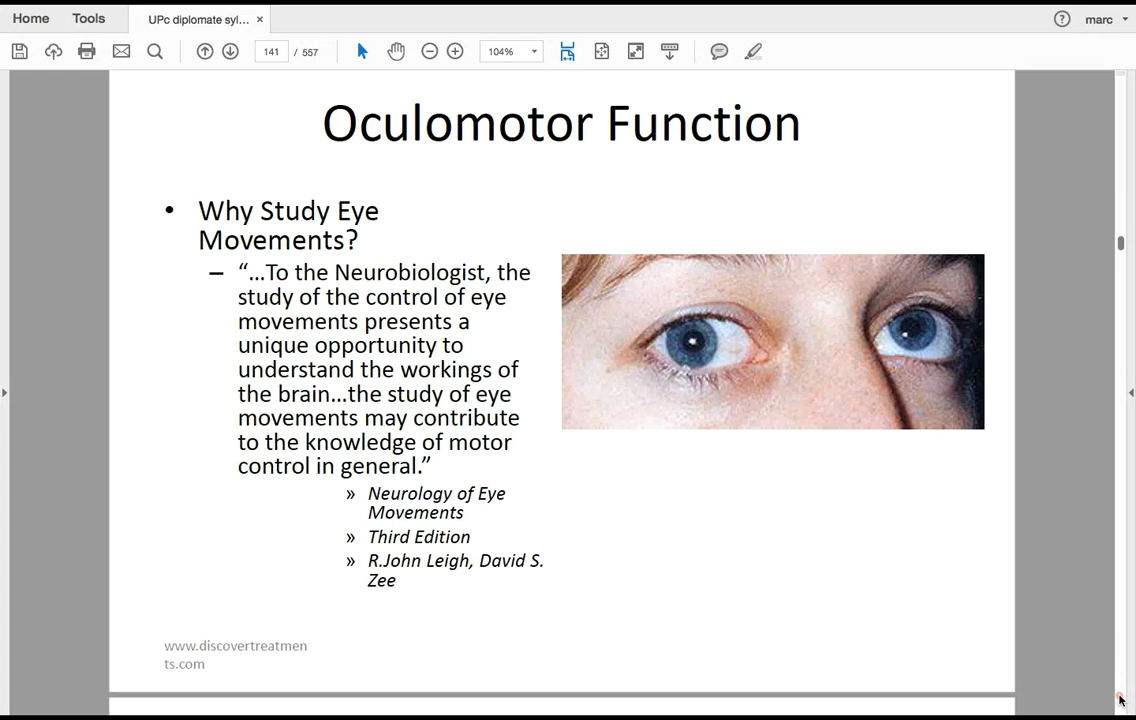 Home Tools UPc diplomate syl... × ? marc
141 / 557 104%
Oculomotor Function
• Why Study Eye
Movements?
– “...To the Neurobiologist, the
study of the control of eye
movements presents a
unique opportunity to
understand the workings of
the brain...the study of eye
movements may contribute
to the knowledge of motor
control in general.”
» Neurology of Eye
Movements
» Third Edition
» R.John Leigh, David S.
Zee
www.discovertreatmen
ts.com